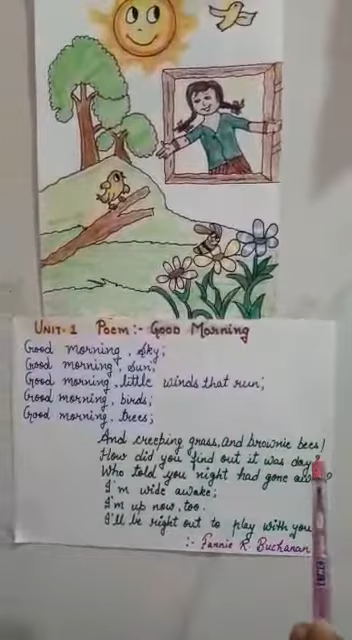 UNIT-1 Poem:- Good Morning
Good morning, Sky;
Good morning, Sun;
Good morning, little winds that run;
Good morning, birds;
Good morning, trees;
And creeping grass, and brownie bees!
How did you find out it was day?
Who told you night had gone away?
I'm wide awake;
I'm up now, too.
I'll be right out to play with you
:- Fannie R. Buchanan